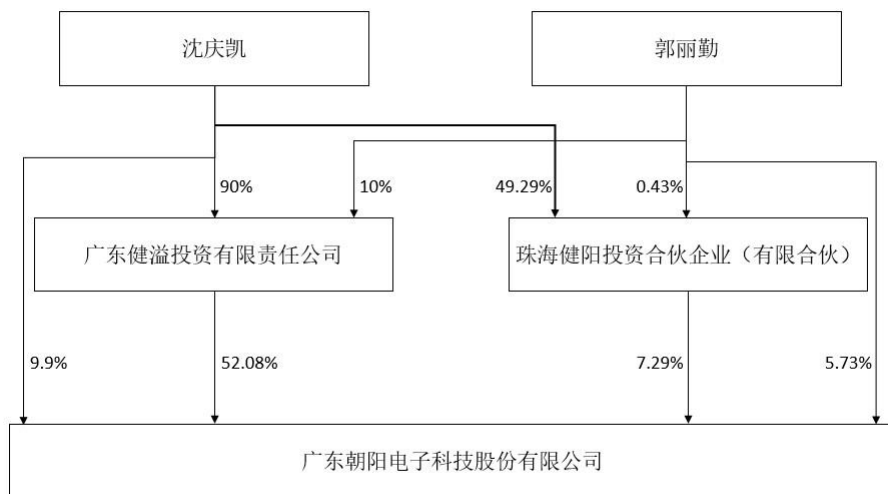 沈庆凯
郭丽勤
90%
10%
49.29%
0.43%
广东健溢投资有限责任公司
珠海健阳投资合伙企业（有限合伙）
9.9%
52.08%
7.29%
5.73%
广东朝阳电子科技股份有限公司